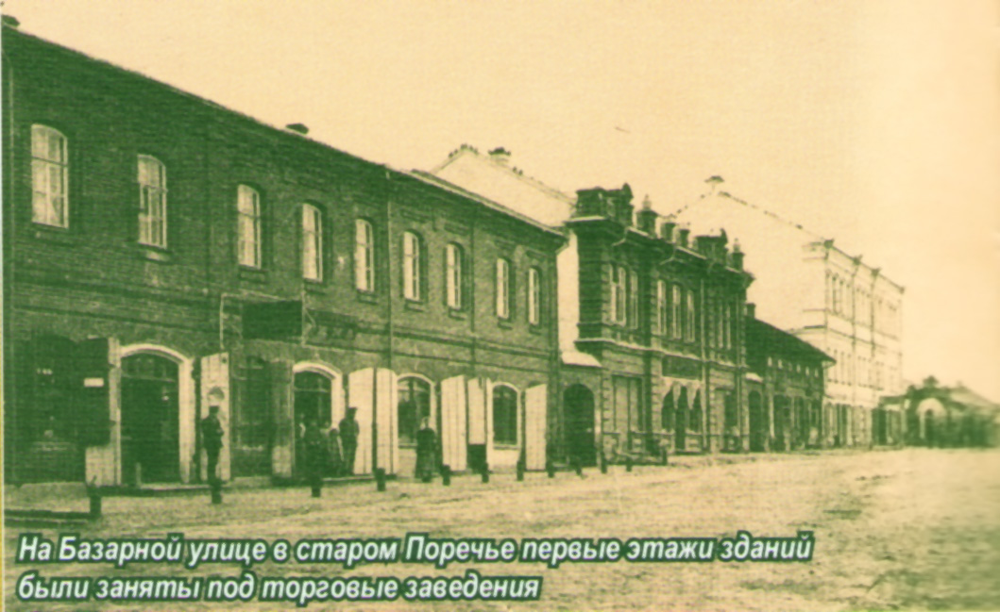 На Базарной улице в старом Поречье первые этажи зданий
были заняты под торговые заведения